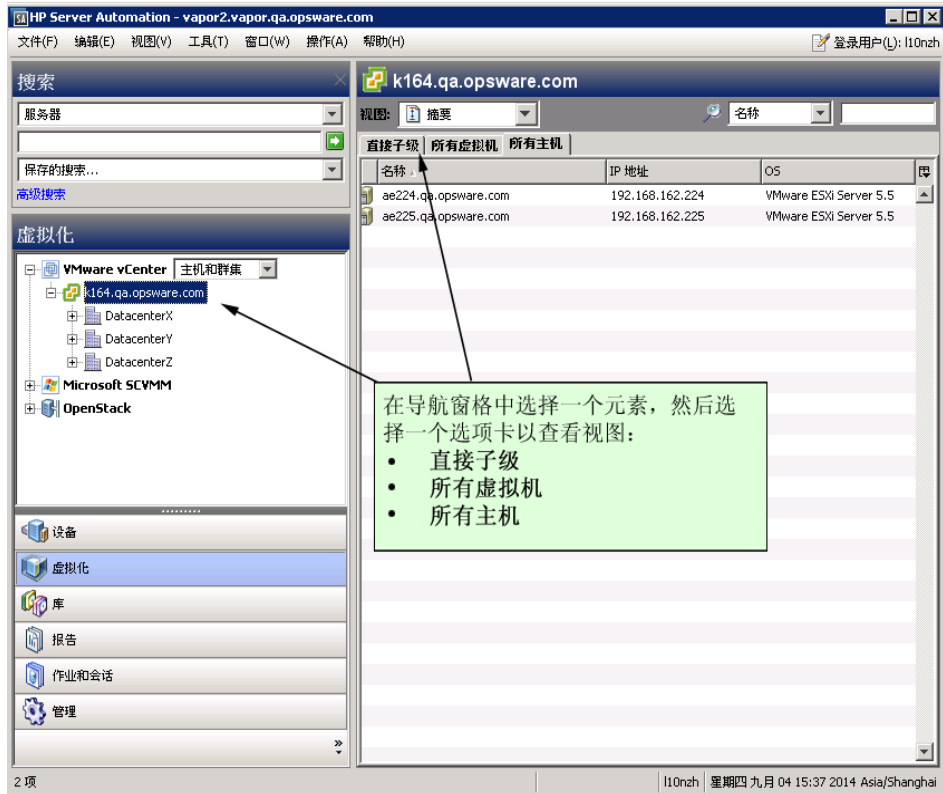 HP Server Automation - vapor2.vapor.qa.opsware.com
文件(F) 编辑(E) 视图(V) 工具(T) 窗口(W) 操作(A) 帮助(H) 登录用户(L): l10nzh
搜索
服务器
保存的搜索...
高级搜索
虚拟化
VMware vCenter 主机和群集
k164.qa.opsware.com
DatacenterX
DatacenterY
DatacenterZ
Microsoft SCVMM
OpenStack
设备
虚拟化
库
报告
作业和会话
管理
k164.qa.opsware.com
视图: 摘要 名称
直接子级 所有虚拟机 所有主机
名称 IP 地址 OS
ae224.qa.opsware.com 192.168.162.224 VMware ESXi Server 5.5
ae225.qa.opsware.com 192.168.162.225 VMware ESXi Server 5.5
在导航窗格中选择一个元素，然后选
择一个选项卡以查看视图：
• 直接子级
• 所有虚拟机
• 所有主机
2 项 l10nzh 星期四 九月 04 15:37 2014 Asia/Shanghai